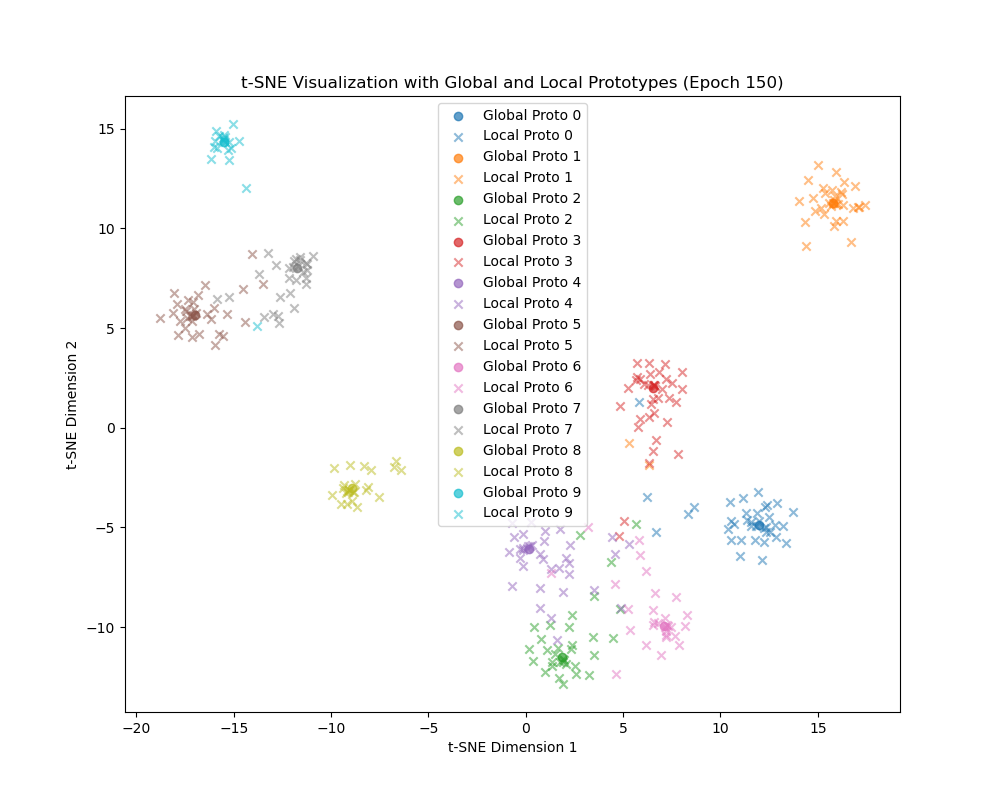 t-SNE Visualization with Global and Local Prototypes (Epoch 150)
Global Proto 0
Local Proto 0
Global Proto 1
Local Proto 1
Global Proto 2
Local Proto 2
Global Proto 3
Local Proto 3
Global Proto 4
Local Proto 4
Global Proto 5
Local Proto 5
Global Proto 6
Local Proto 6
Global Proto 7
Local Proto 7
Global Proto 8
Local Proto 8
Global Proto 9
Local Proto 9
t-SNE Dimension 2
15
10
5
0
−5
−10
−20
−15
−10
−5
0
5
10
15
t-SNE Dimension 1